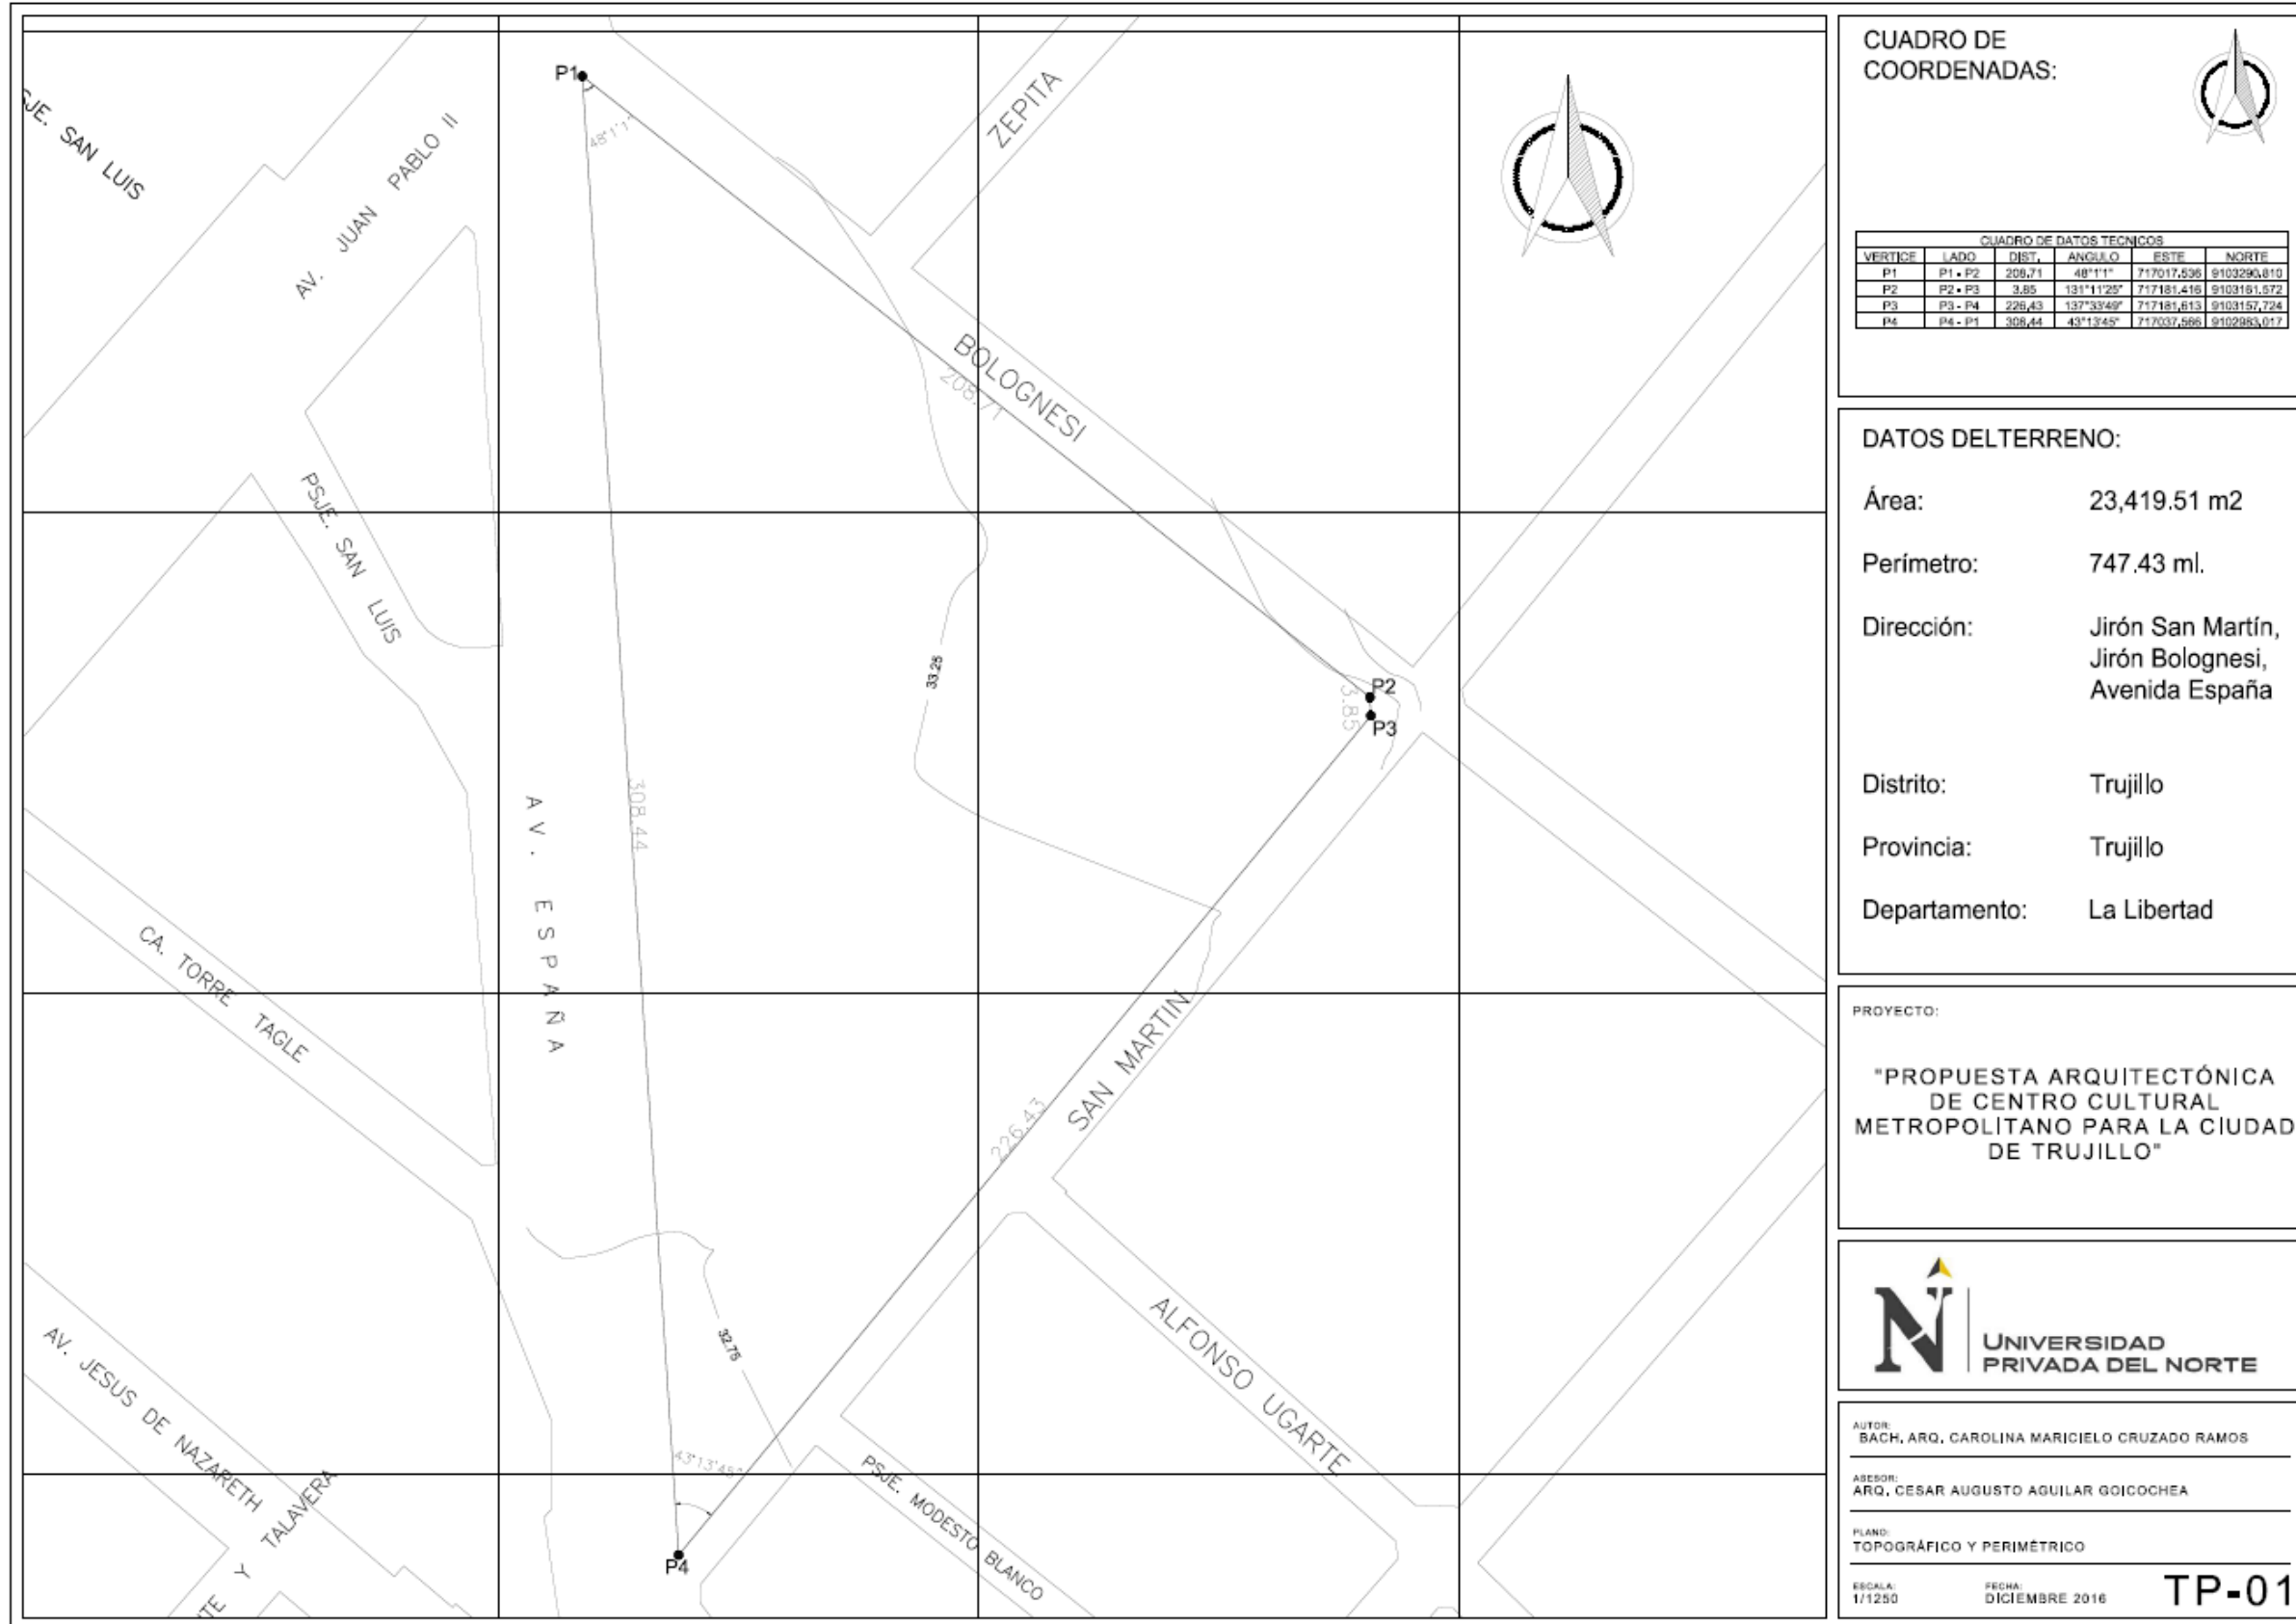 P1
48°1'1"
ZEPITA
SJE. SAN LUIS
AV. JUAN PABLO II
BOLOGNESI
208.71
PSJE. SAN LUIS
33.25
P2
3.85
P3
308.44
AV. ESPAÑA
CA. TORRE TAGLE
SAN MARTIN
226.43
ALFONSO UGARTE
32.75
AV. JESUS DE NAZARETH
TALAVERA
Y
43°13'45"
PSJE. MODESTO BLANCO
P4
CUADRO DE
COORDENADAS:
CUADRO DE DATOS TECNICOS
VERTICE LADO DIST. ANGULO ESTE NORTE
P1 P1 - P2 208.71 48°1'1" 717017.536 9103290.810
P2 P2 - P3 3.85 131°11'25" 717181.416 9103161.572
P3 P3 - P4 226.43 137°33'49" 717181.613 9103157.724
P4 P4 - P1 308.44 43°13'45" 717037.566 9102983.017
DATOS DELTERRENO:
Área: 23,419.51 m2
Perímetro: 747.43 ml.
Dirección: Jirón San Martín,
Jirón Bolognesi,
Avenida España
Distrito: Trujillo
Provincia: Trujillo
Departamento: La Libertad
PROYECTO:
"PROPUESTA ARQUITECTÓNICA
DE CENTRO CULTURAL
METROPOLITANO PARA LA CIUDAD
DE TRUJILLO"
N
UNIVERSIDAD
PRIVADA DEL NORTE
AUTOR:
BACH. ARQ. CAROLINA MARICIELO CRUZADO RAMOS
ASESOR:
ARQ. CESAR AUGUSTO AGUILAR GOICOCHEA
PLANO:
TOPOGRÁFICO Y PERIMÉTRICO
ESCALA: FECHA:
1/1250 DICIEMBRE 2016 TP-01